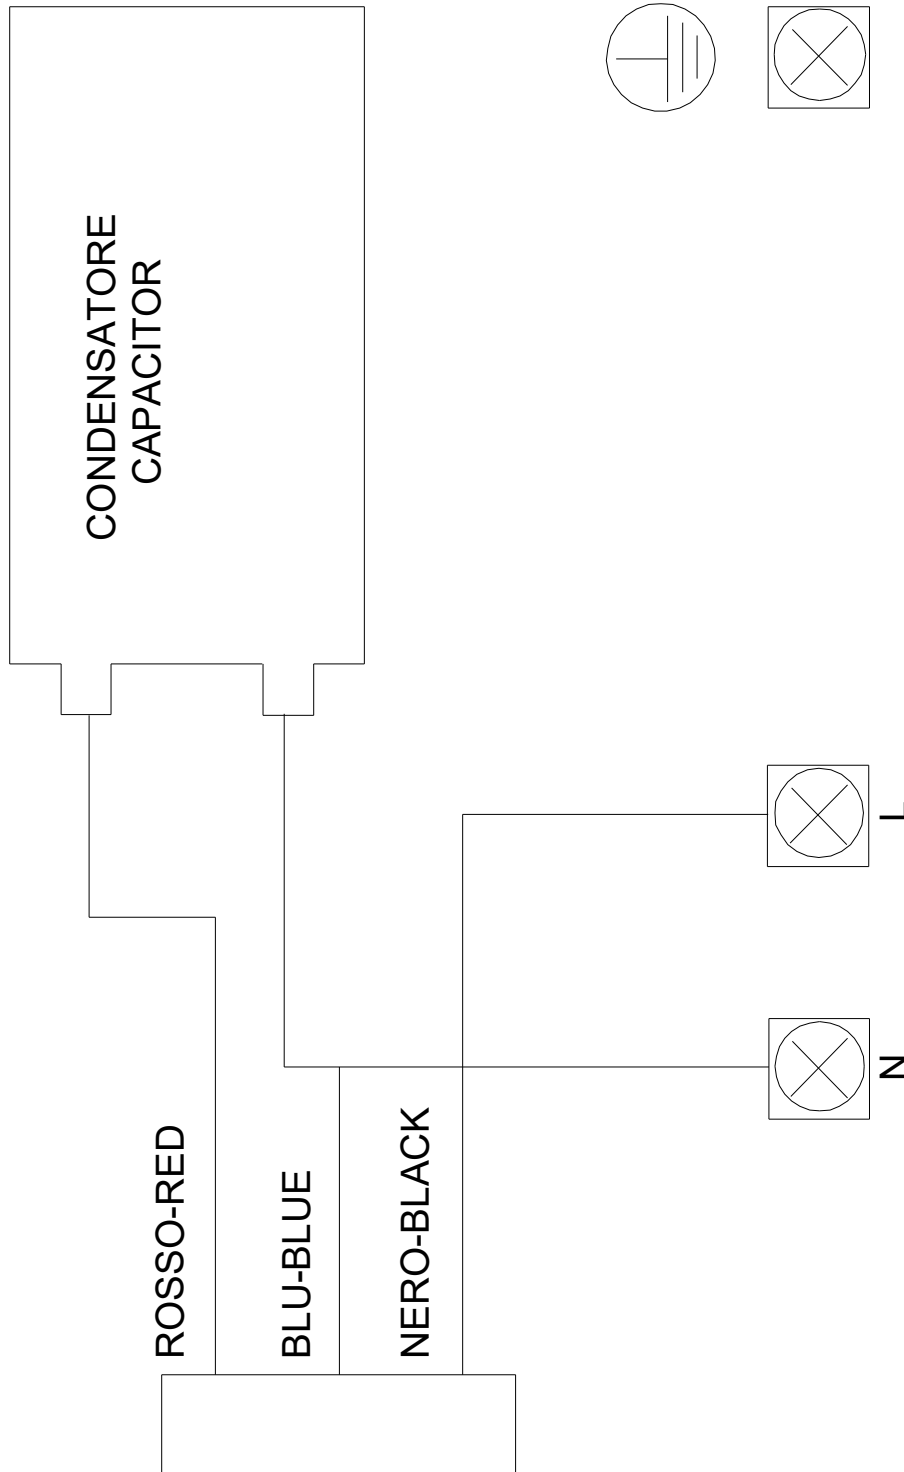 CONDENSATORE
CAPACITOR
ROSSO-RED
BLU-BLUE
NERO-BLACK
L
N